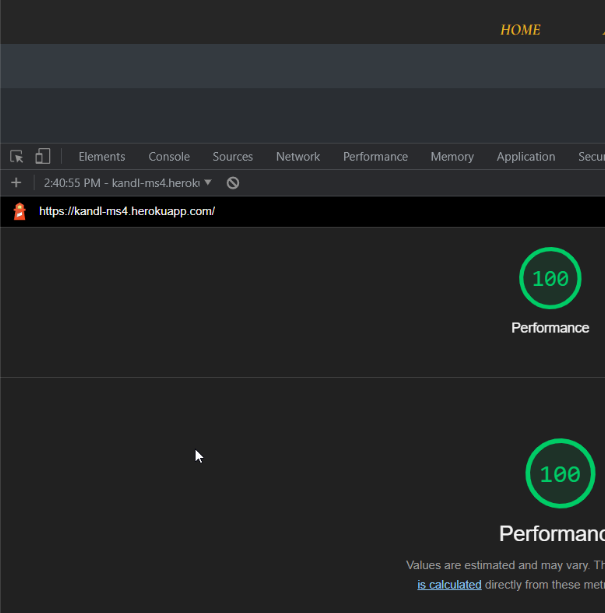 HOME
Elements Console Sources Network Performance Memory Application Secu
+ 2:40:55 PM - kandl-ms4.heroku
https://kandl-ms4.herokuapp.com/
100
Performance
100
Performanc
Values are estimated and may vary. Th
is calculated directly from these metr